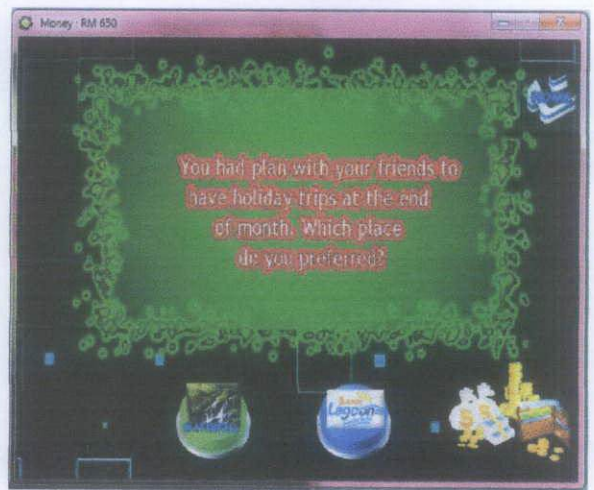 Money : RM 650
You had plan with your friends to
have holiday trips at the end
of month. Which place
do you preferred?
Lagoon